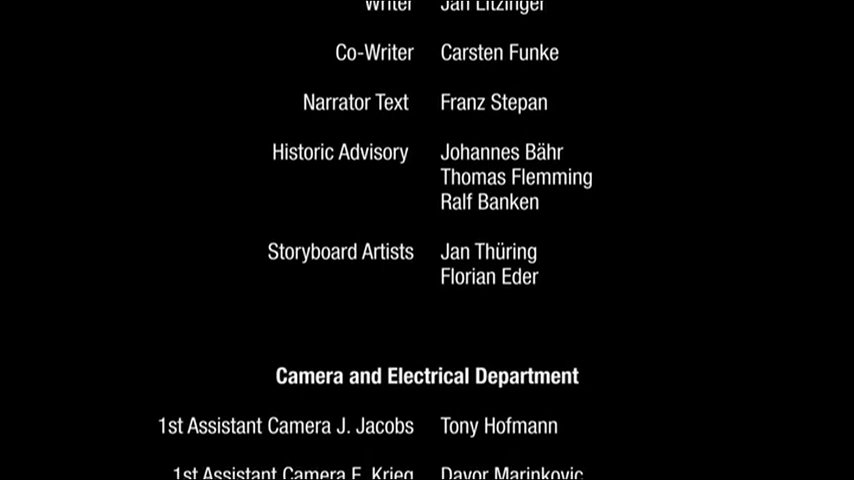 Writer Jan Litzinger
Co-Writer Carsten Funke
Narrator Text Franz Stepan
Historic Advisory Johannes Bähr
Thomas Flemming
Ralf Banken
Storyboard Artists Jan Thüring
Florian Eder
Camera and Electrical Department
1st Assistant Camera J. Jacobs Tony Hofmann
1st Assistant Camera F. Krieg Davor Marinkovic